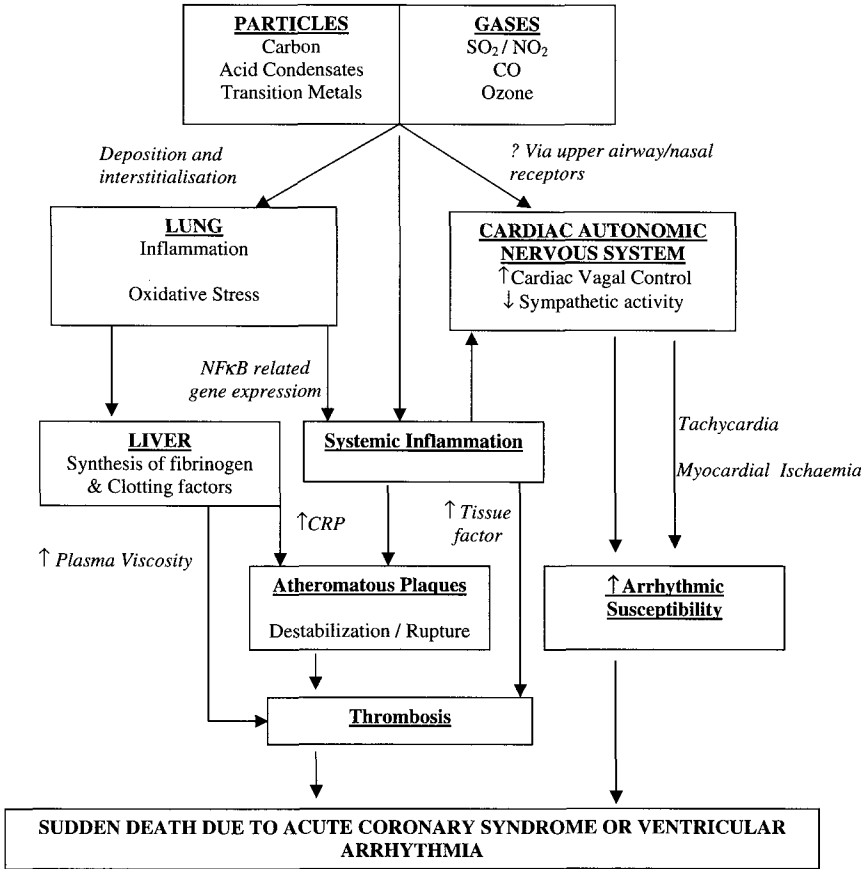 PARTICLES
Carbon
Acid Condensates
Transition Metals
GASES
SO₂ / NO₂
CO
Ozone
Deposition and
interstitialisation
? Via upper airway/nasal
receptors
LUNG
Inflammation
Oxidative Stress
CARDIAC AUTONOMIC
NERVOUS SYSTEM
↑Cardiac Vagal Control
↓ Sympathetic activity
NFκB related
gene expressiom
LIVER
Synthesis of fibrinogen
& Clotting factors
Systemic Inflammation
Tachycardia
Myocardial Ischaemia
↑CRP
↑ Tissue
factor
↑ Plasma Viscosity
Atheromatous Plaques
Destabilization / Rupture
↑Arrhythmic
Susceptibility
Thrombosis
SUDDEN DEATH DUE TO ACUTE CORONARY SYNDROME OR VENTRICULAR
ARRHYTHMIA